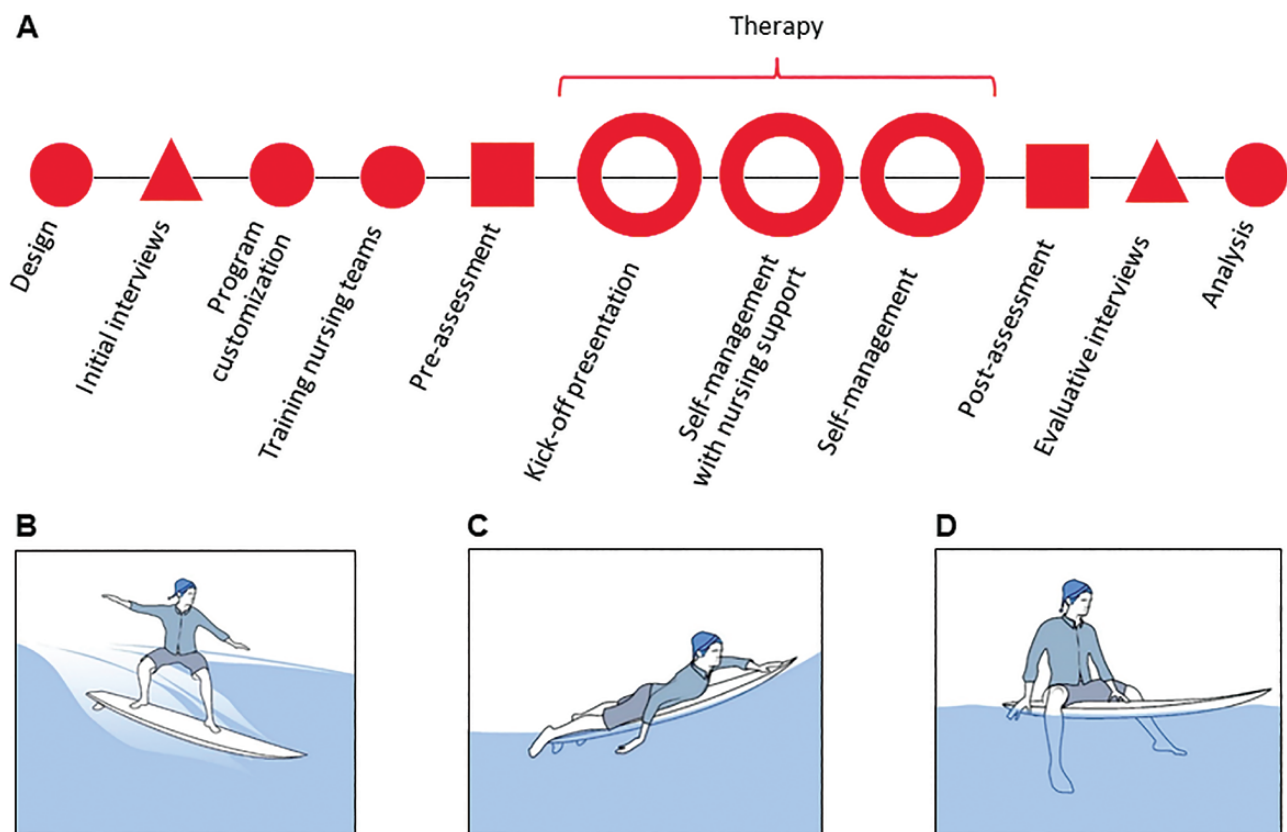 A
Therapy
Design
Initial interviews
Program
customization
Training nursing teams
Pre-assessment
Kick-off presentation
Self-management
with nursing support
Self-management
Post-assessment
Evaluative interviews
Analysis
B
C
D